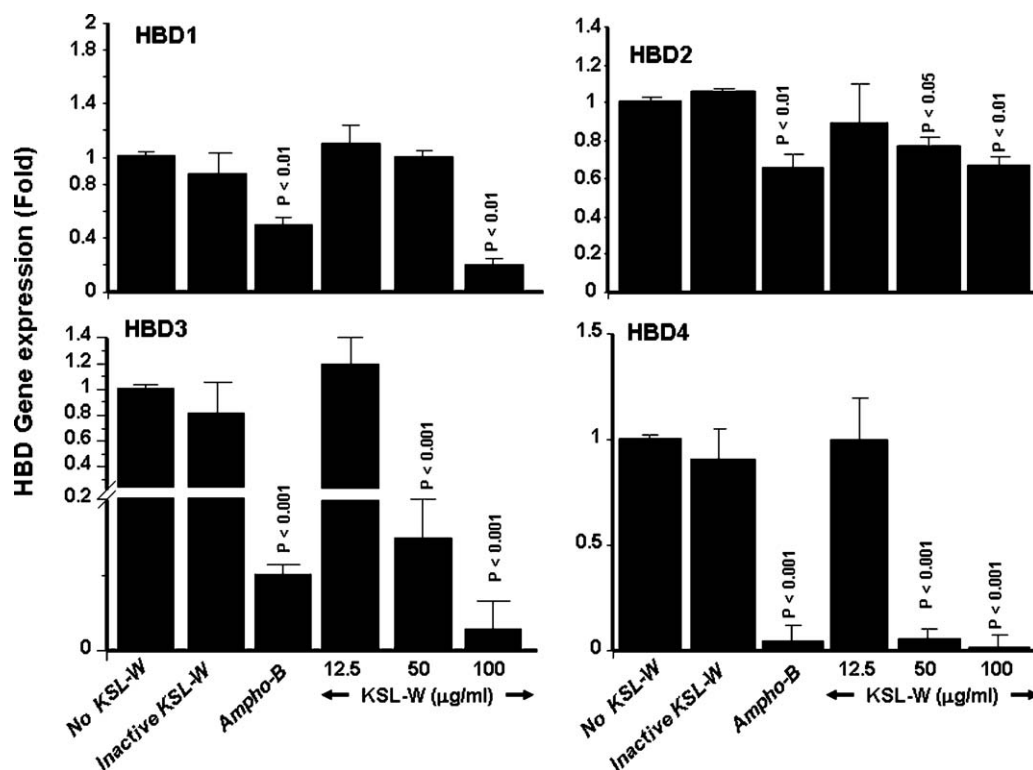 HBD Gene expression (Fold)
HBD1
2
1.8
1.4
1
0.8
0.4
0
P < 0.01
P < 0.01
HBD2
1.4
1.2
1
0.8
0.6
0.4
0.2
0
P < 0.01
P < 0.05
P < 0.01
HBD3
1.4
1.2
1
0.8
0.6
0.4
0.2
0
P < 0.001
P < 0.001
P < 0.001
No KSL-W
Inactive KSL-W
Ampho-B
12.5 50 100
KSL-W (μg/ml)
HBD4
1.5
1
0.5
0
P < 0.001
P < 0.001
P < 0.001
No KSL-W
Inactive KSL-W
Ampho-B
12.5 50 100
KSL-W (μg/ml)